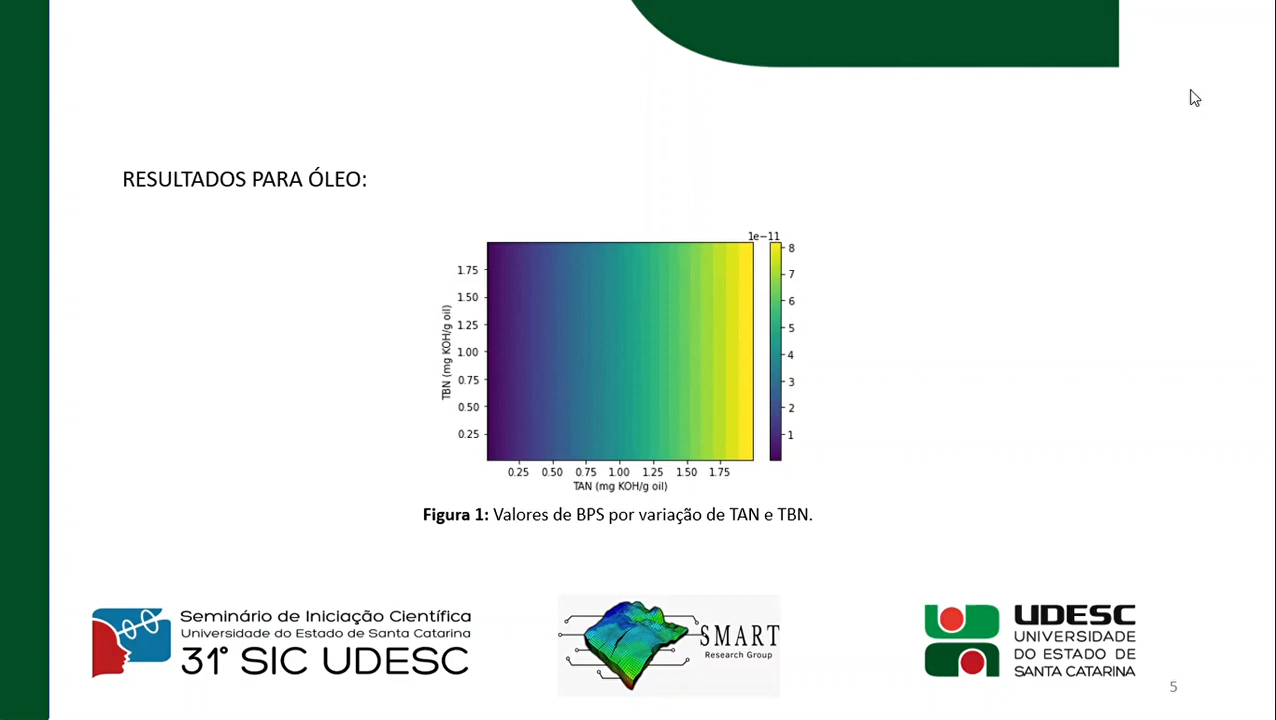 RESULTADOS PARA ÓLEO:
1e−11
8
7
6
5
4
3
2
1
1.75
1.50
1.25
1.00
0.75
0.50
0.25
TBN (mg KOH/g oil)
0.25 0.50 0.75 1.00 1.25 1.50 1.75
TAN (mg KOH/g oil)
Figura 1: Valores de BPS por variação de TAN e TBN.
Seminário de Iniciação Científica
Universidade do Estado de Santa Catarina
31° SIC UDESC
SMART
Research Group
UDESC
UNIVERSIDADE
DO ESTADO DE
SANTA CATARINA
5